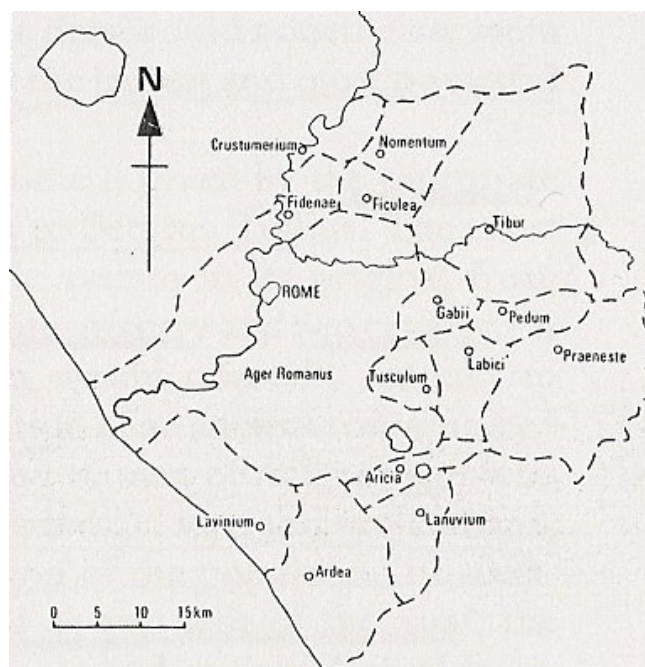 N
Crustumerium
Nomentum
Fidenae
Ficulea
Tibur
ROME
Gabii
Pedum
Ager Romanus
Labici
Praeneste
Tusculum
Aricia
Lavinium
Lanuvium
Ardea
0 5 10 15km